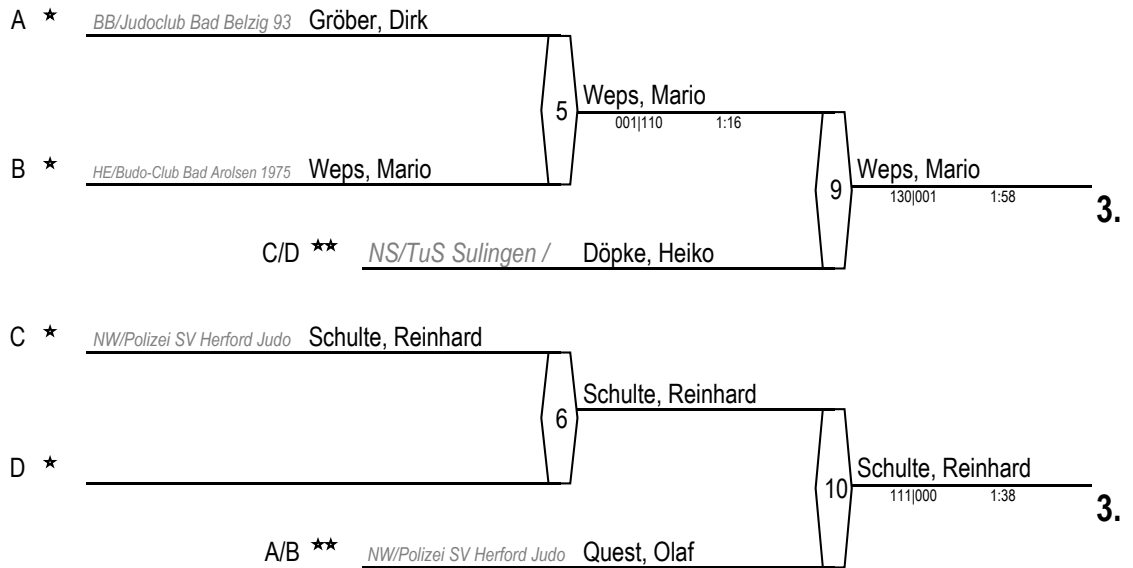 A ★ BB/Judoclub Bad Belzig 93 Gröber, Dirk
5 Weps, Mario
001|110 1:16
B ★ HE/Budo-Club Bad Arolsen 1975 Weps, Mario
9 Weps, Mario
130|001 1:58
3.
C/D ★★ NS/TuS Sulingen / Döpke, Heiko
C ★ NW/Polizei SV Herford Judo Schulte, Reinhard
6 Schulte, Reinhard
D ★
10 Schulte, Reinhard
111|000 1:38
3.
A/B ★★ NW/Polizei SV Herford Judo Quest, Olaf